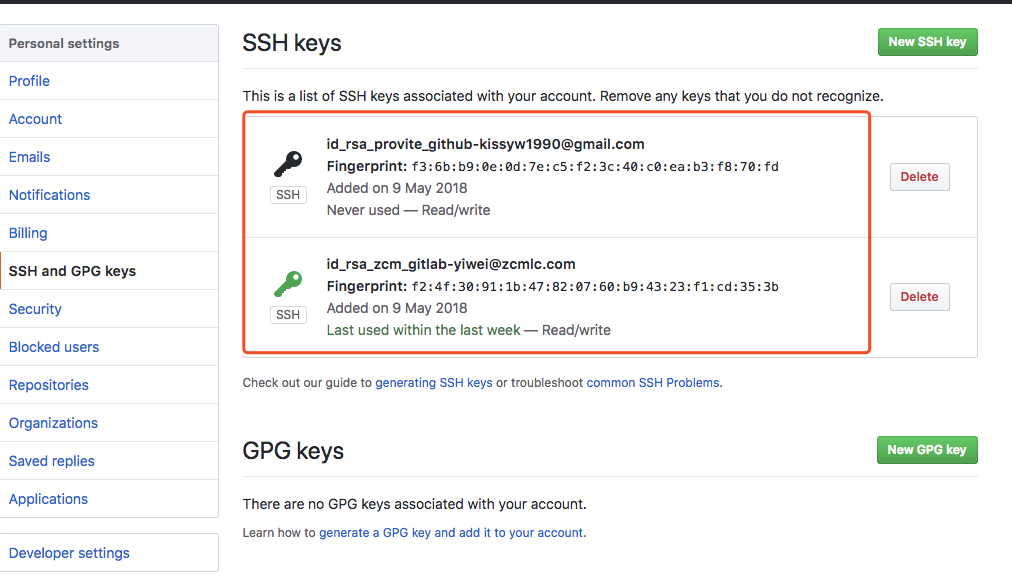 Personal settings
Profile
Account
Emails
Notifications
Billing
SSH and GPG keys
Security
Blocked users
Repositories
Organizations
Saved replies
Applications
Developer settings
SSH keys
New SSH key
This is a list of SSH keys associated with your account. Remove any keys that you do not recognize.
id_rsa_provite_github-kissyw1990@gmail.com
Fingerprint: f3:6b:b9:0e:0d:7e:c5:f2:3c:40:c0:ea:b3:f8:70:fd
SSH
Added on 9 May 2018
Never used — Read/write
Delete
id_rsa_zcm_gitlab-yiwei@zcmlc.com
Fingerprint: f2:4f:30:91:1b:47:82:07:60:b9:43:23:f1:cd:35:3b
SSH
Added on 9 May 2018
Last used within the last week — Read/write
Delete
Check out our guide to generating SSH keys or troubleshoot common SSH Problems.
GPG keys
New GPG key
There are no GPG keys associated with your account.
Learn how to generate a GPG key and add it to your account.